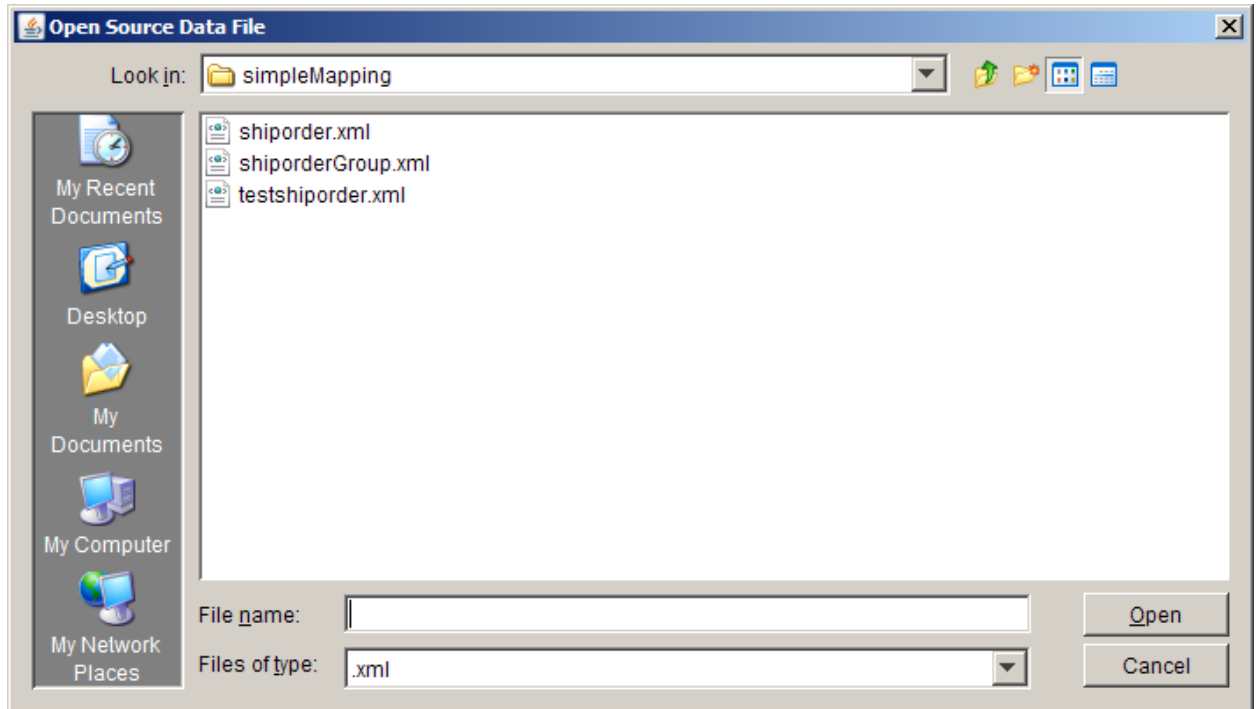 Open Source Data File
Look in: simpleMapping
shiporder.xml
shiporderGroup.xml
testshiporder.xml
My Recent
Documents
Desktop
My
Documents
My Computer
My Network
Places
File name:
Open
Files of type: .xml
Cancel